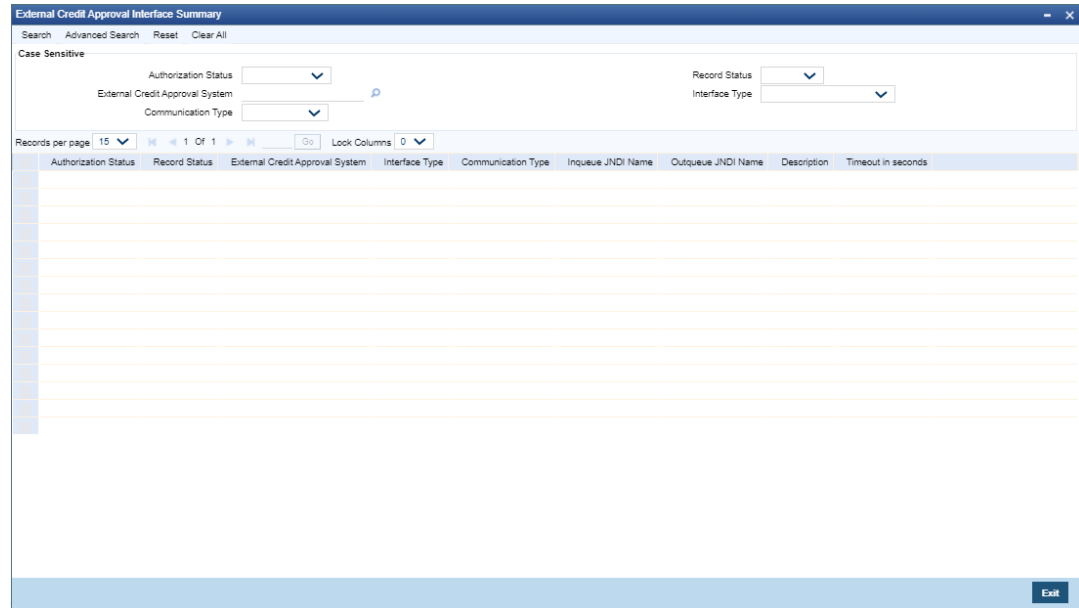 External Credit Approval Interface Summary
Search Advanced Search Reset Clear All
Case Sensitive
Authorization Status Record Status
External Credit Approval System Interface Type
Communication Type
Records per page 15 1 Of 1 Go Lock Columns 0
Authorization Status Record Status External Credit Approval System Interface Type Communication Type Inqueue JNDI Name Outqueue JNDI Name Description Timeout in seconds
Exit